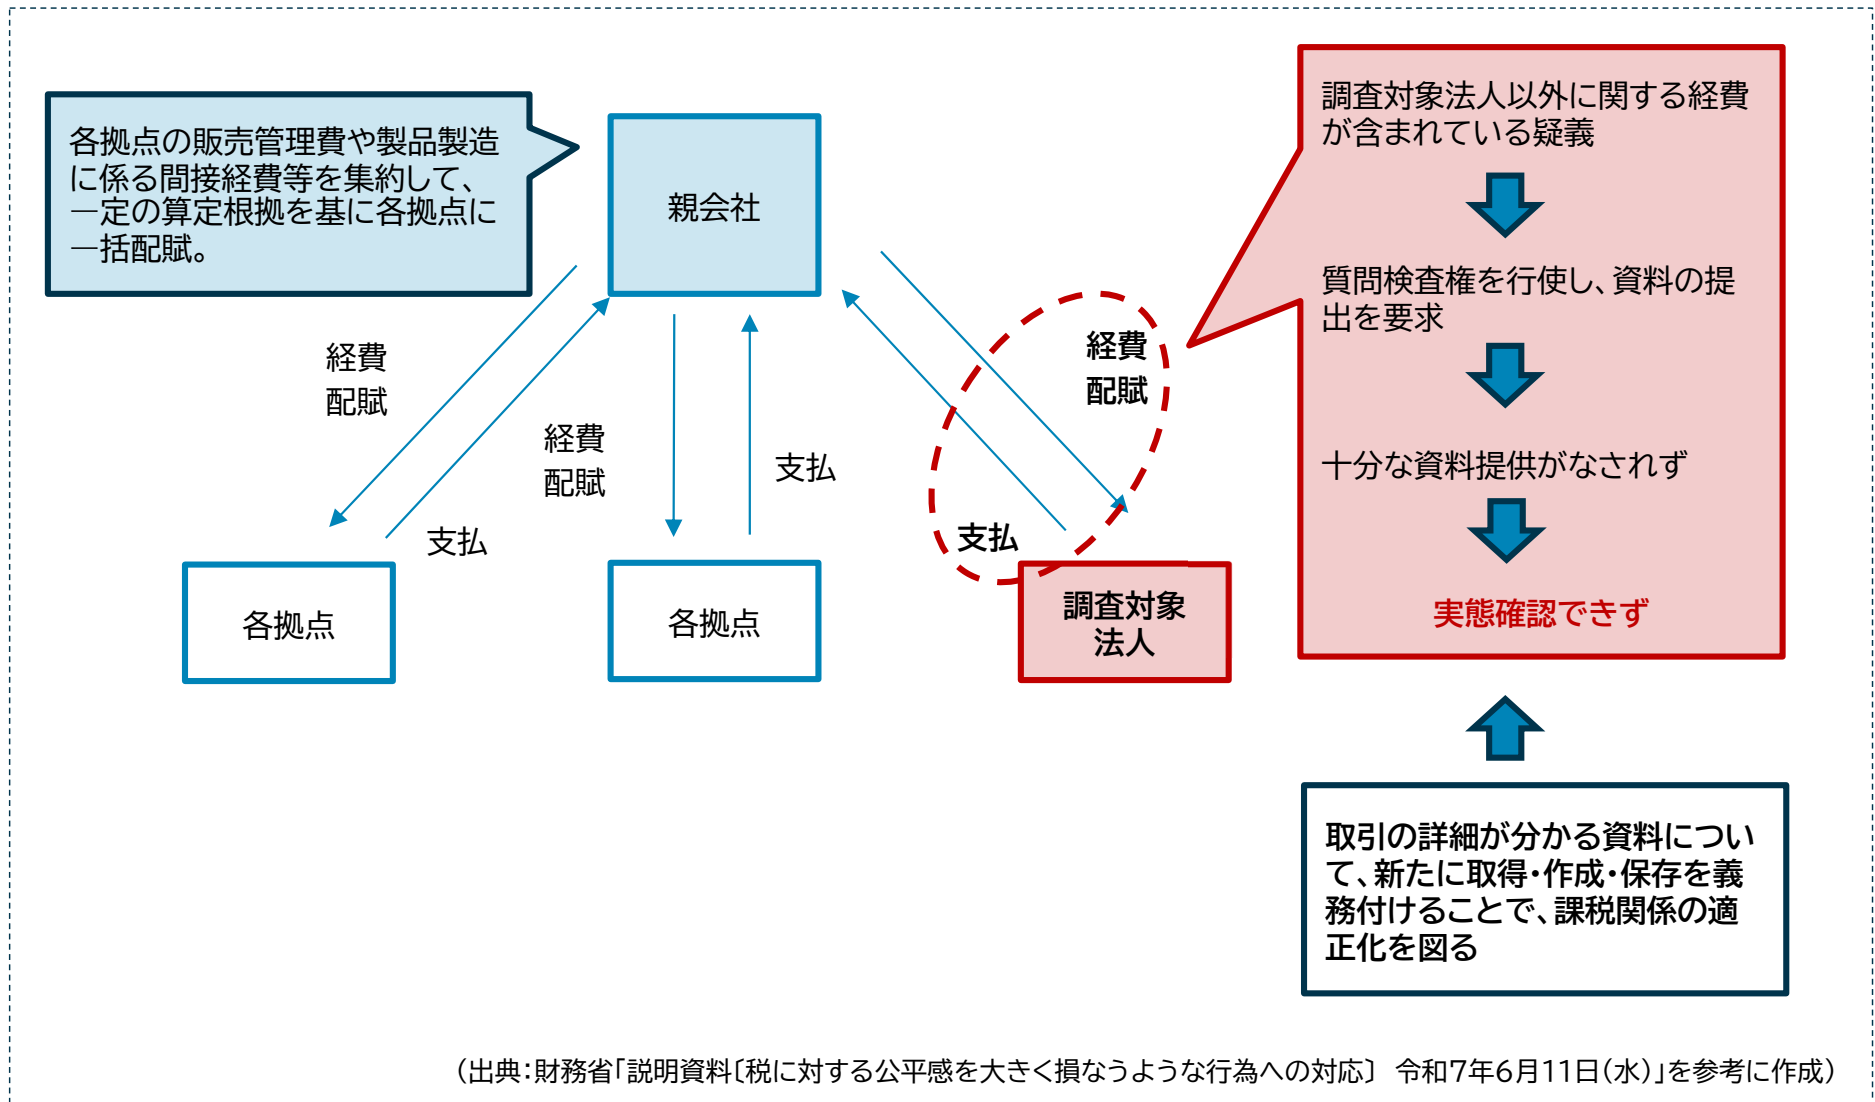 各拠点の販売管理費や製品製造
に係る間接経費等を集約して、
一定の算定根拠を基に各拠点に
一括配賦。
親会社
経費
配賦
支払
経費
配賦
支払
経費
配賦
支払
各拠点
各拠点
調査対象
法人
調査対象法人以外に関する経費
が含まれている疑義
質問検査権を行使し、資料の提
出を要求
十分な資料提供がなされず
実態確認できず
取引の詳細が分かる資料につい
て、新たに取得・作成・保存を義
務付けることで、課税関係の適
正化を図る
（出典：財務省「説明資料〔税に対する公平感を大きく損なうような行為への対応〕 令和7年6月11日（水）」を参考に作成）